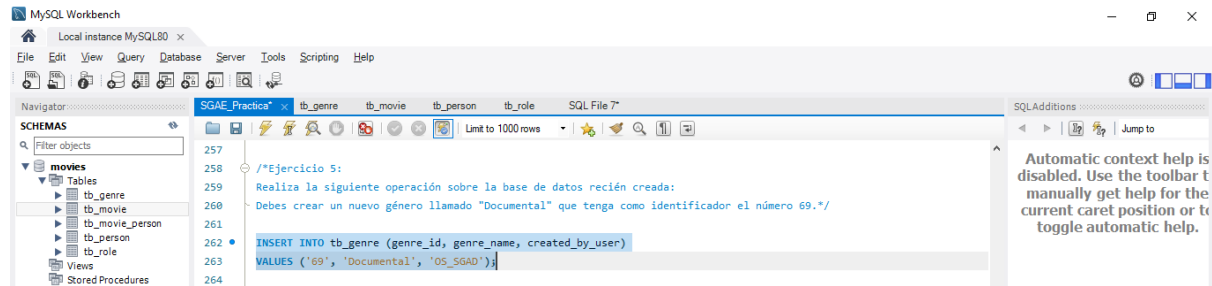 MySQL Workbench
Local instance MySQL80 ×
File Edit View Query Database Server Tools Scripting Help
Navigator
SCHEMAS
Filter objects
movies
Tables
tb_genre
tb_movie
tb_movie_person
tb_person
tb_role
Views
Stored Procedures
SGAE_Practica* × tb_genre tb_movie tb_person tb_role SQL File 7*
Limit to 1000 rows
257
258 /*Ejercicio 5:
259 Realiza la siguiente operación sobre la base de datos recién creada:
260 Debes crear un nuevo género llamado "Documental" que tenga como identificador el número 69.*/
261
262 INSERT INTO tb_genre (genre_id, genre_name, created_by_user)
263 VALUES ('69', 'Documental', 'OS_SGAD');
264
SQLAdditions
Jump to
Automatic context help is
disabled. Use the toolbar t
manually get help for the
current caret position or to
toggle automatic help.